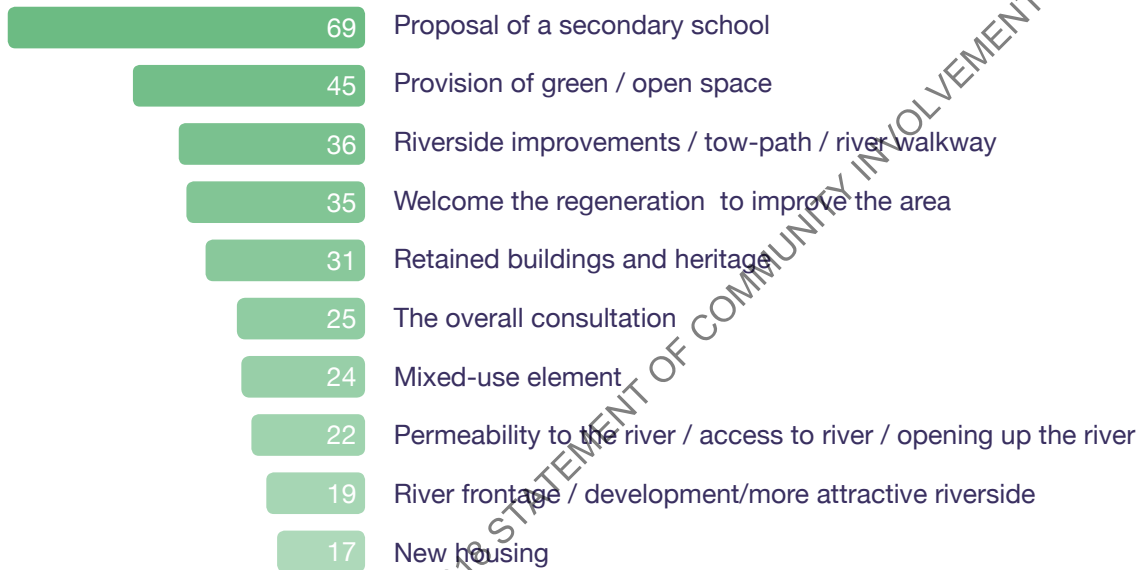 69 Proposal of a secondary school
45 Provision of green / open space
36 Riverside improvements / tow-path / river walkway
35 Welcome the regeneration to improve the area
31 Retained buildings and heritage
25 The overall consultation
24 Mixed-use element
22 Permeability to the river / access to river / opening up the river
19 River frontage / development/more attractive riverside
17 New housing
18 STATEMENT OF COMMUNITY INVOLVEMENT